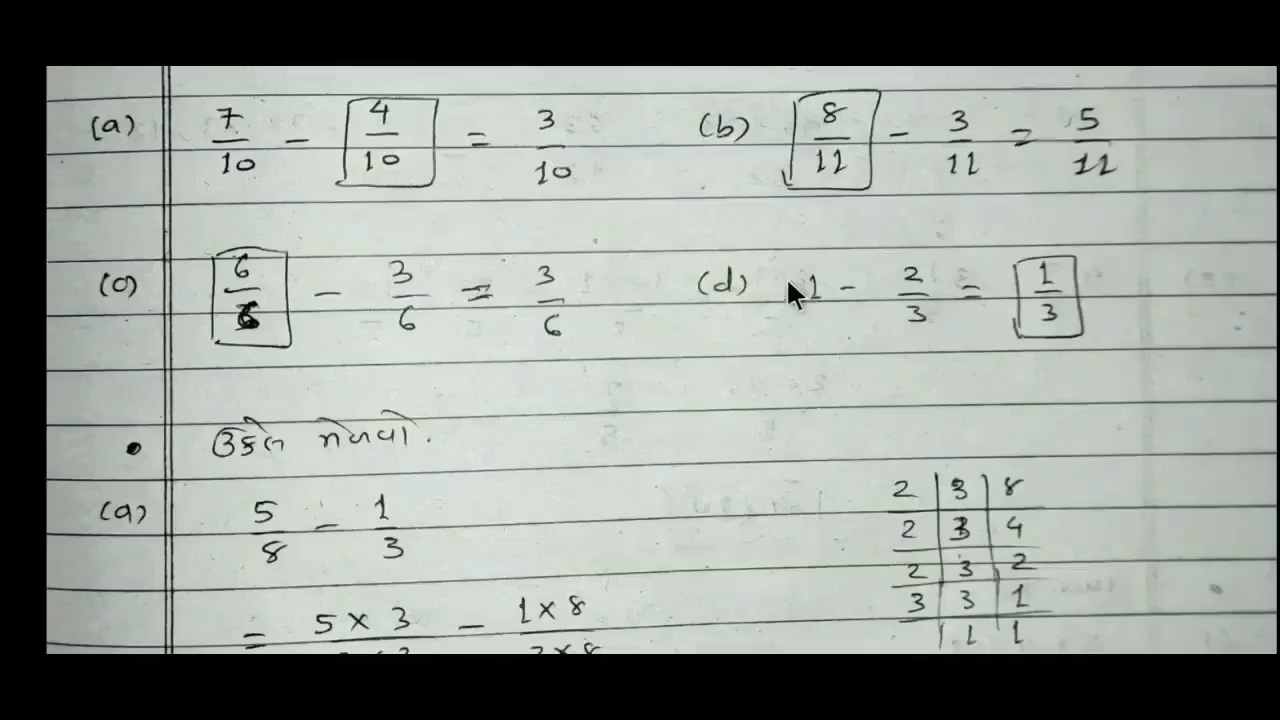 (a) 7/10 - 4/10 = 3/10 (b) 8/11 - 3/11 = 5/11
(c) 6/6 - 3/6 = 3/6 (d) 1 - 2/3 = 1/3
• ઉકેલ મેળવો.
(a) 5/8 - 1/3
2 | 3 | 8
2 | 3 | 4
2 | 3 | 2
3 | 3 | 1
| 1 | 1
= 5 × 3 - 1 × 8